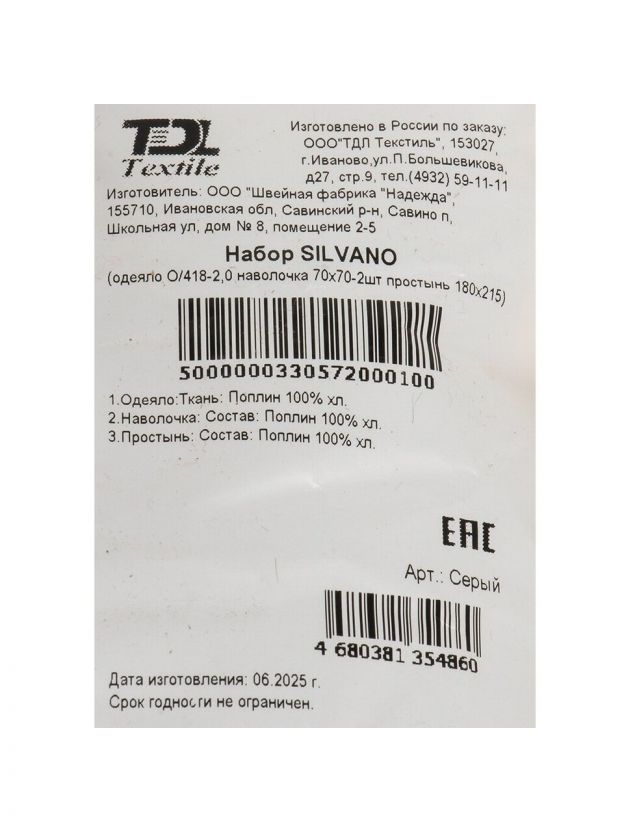 TDL
Textile
Изготовлено в России по заказу:
ООО"ТДЛ Текстиль", 153027,
г.Иваново,ул.П.Большевикова,
д27, стр.9, тел.(4932) 59-11-11
Изготовитель: ООО "Швейная фабрика "Надежда",
155710, Ивановская обл, Савинский р-н, Савино п,
Школьная ул, дом № 8, помещение 2-5
Набор SILVANO
(одеяло О/418-2,0 наволочка 70х70-2шт простынь 180х215)
5000000330572000100
1.Одеяло:Ткань: Поплин 100% хл.
2.Наволочка: Состав: Поплин 100% хл.
3.Простынь: Состав: Поплин 100% хл.
EAC
Арт.: Серый
4 680381 354860
Дата изготовления: 06.2025 г.
Срок годности не ограничен.